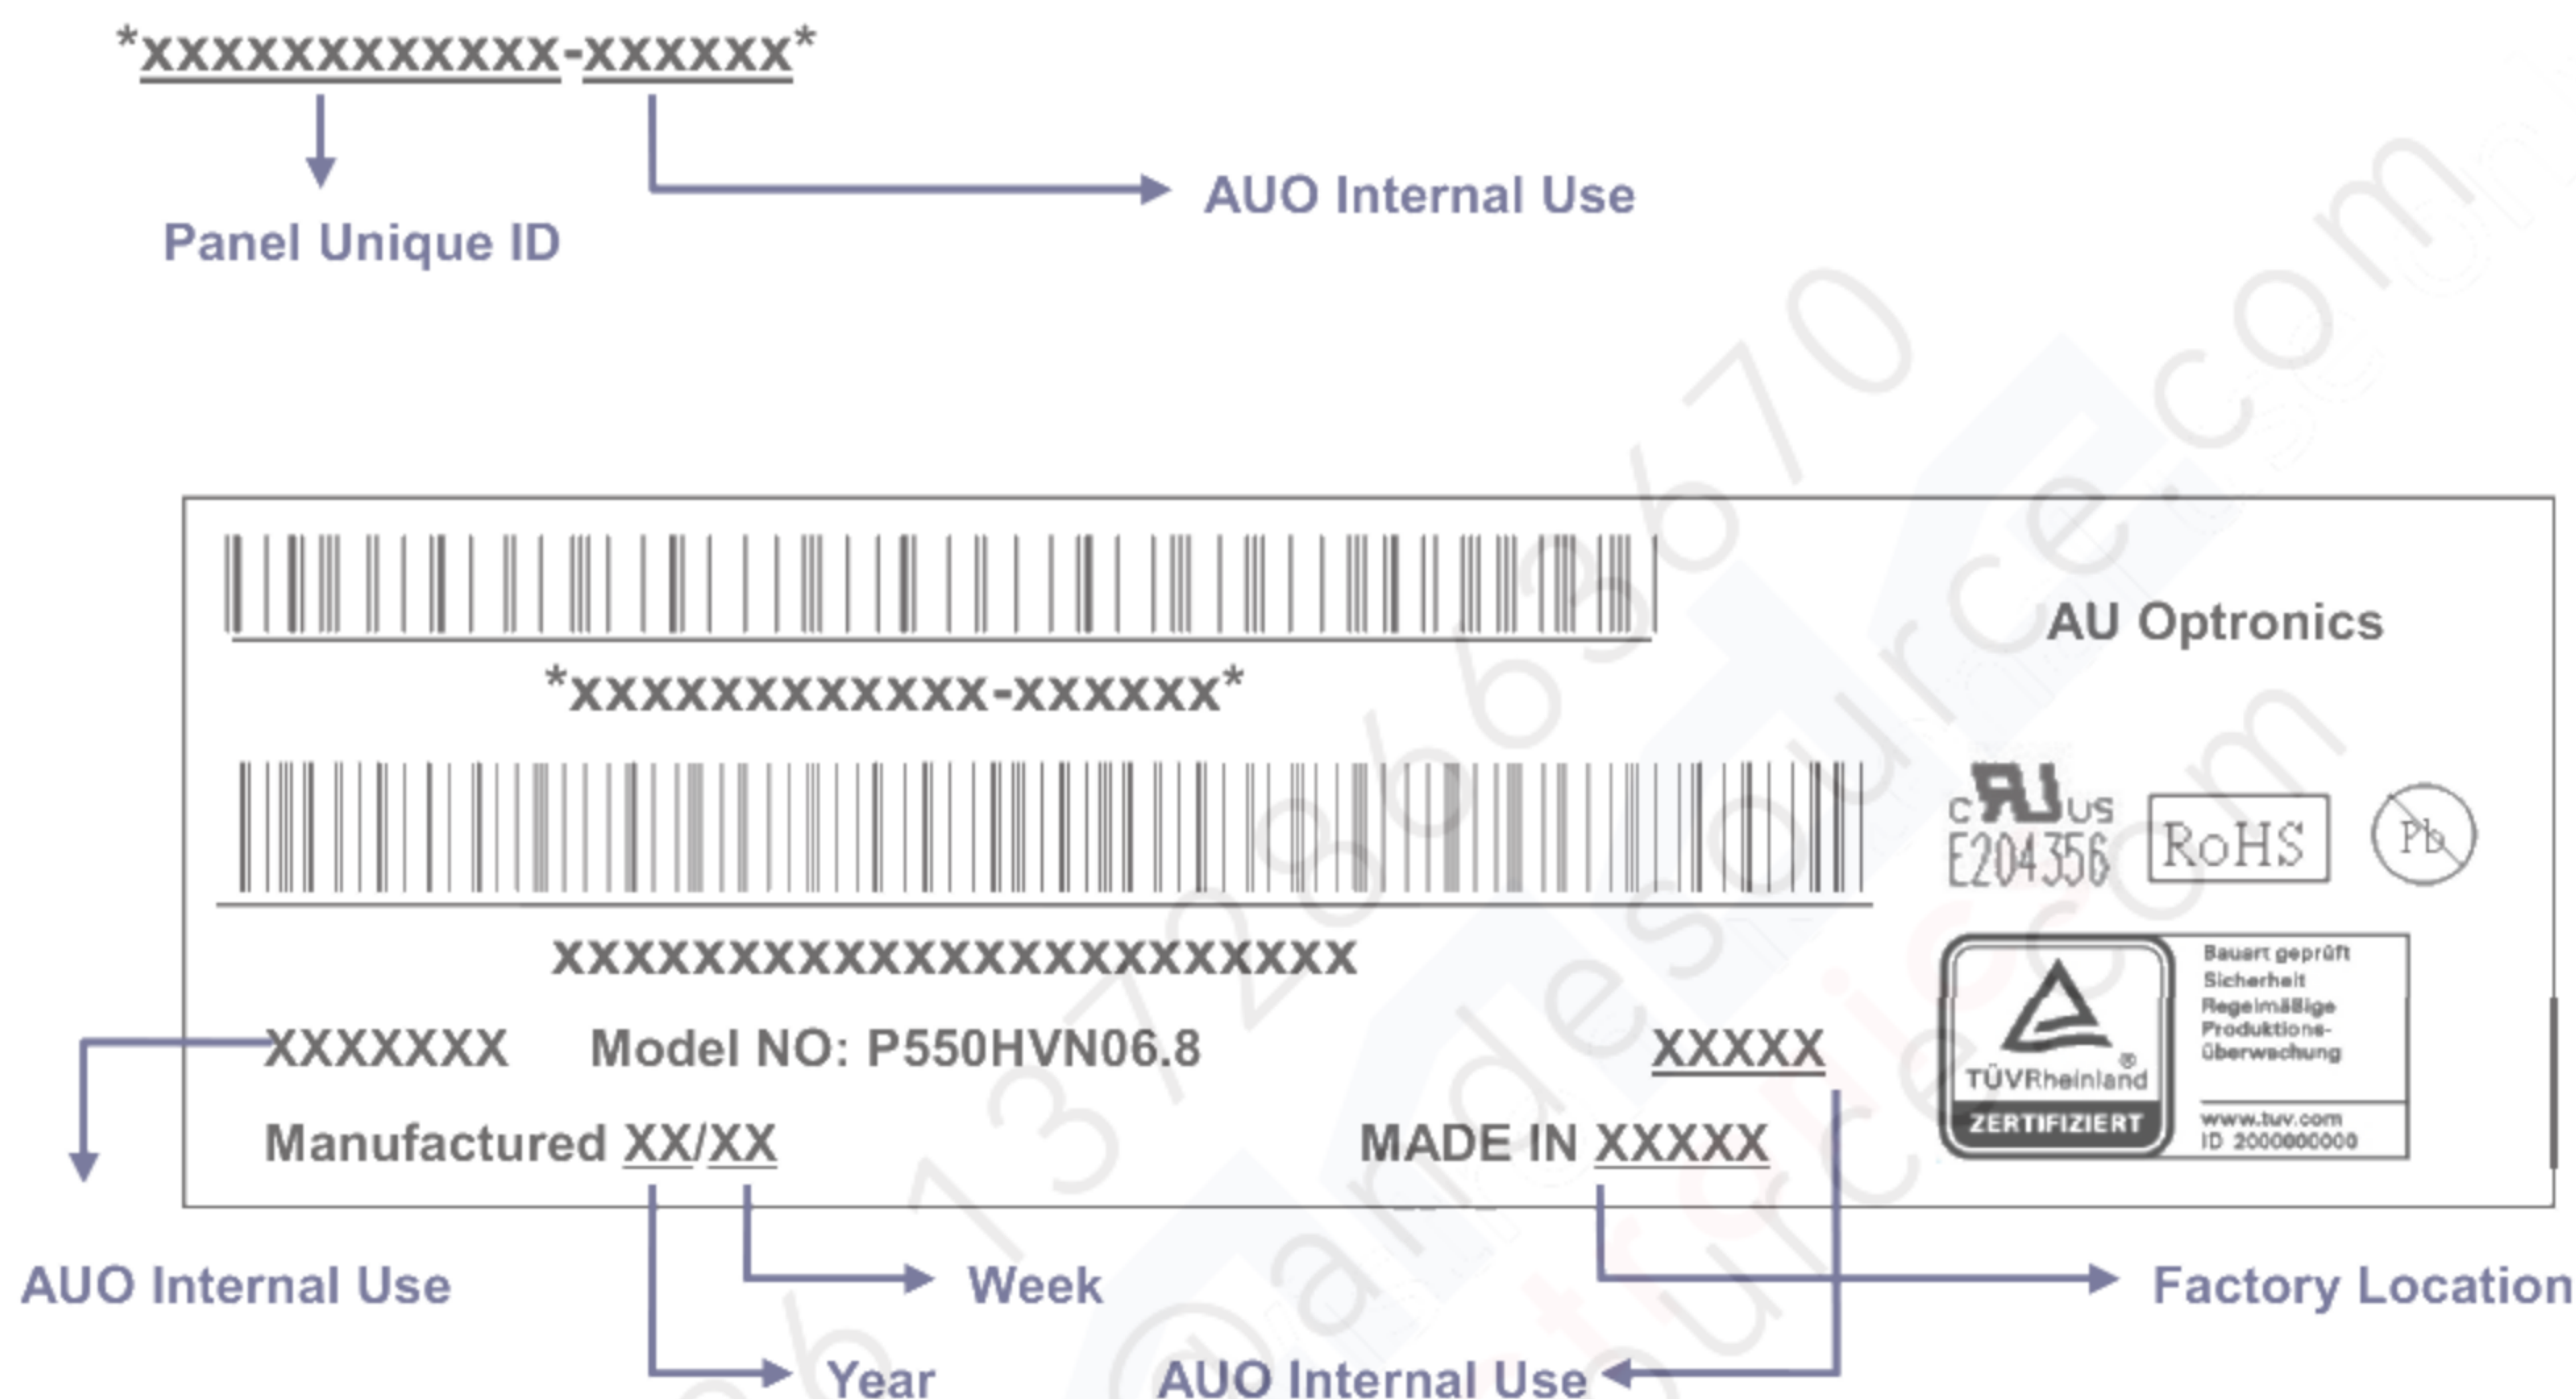 *xxxxxxxxxxxx-xxxxxx*
AUO Internal Use
Panel Unique ID
AU Optronics
*xxxxxxxxxxxx-xxxxxx*
c RU US
E204356
RoHS
Pb
xxxxxxxxxxxxxxxxxxxxxxx
Bauart geprüft
Sicherheit
Regelmäßige
Produktions-
überwachung
TÜVRheinland ®
ZERTIFIZIERT
www.tuv.com
ID 2000000000
XXXXXXX Model NO: P550HVN06.8 XXXXX
Manufactured XX/XX MADE IN XXXXX
AUO Internal Use
Week
Factory Location
Year
AUO Internal Use